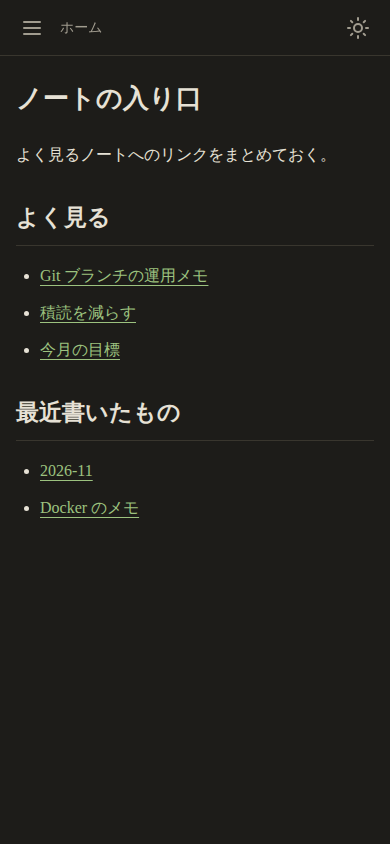 ホーム
ノートの入り口
よく見るノートへのリンクをまとめておく。
よく見る
Git ブランチの運用メモ
積読を減らす
今月の目標
最近書いたもの
2026-11
Docker のメモ